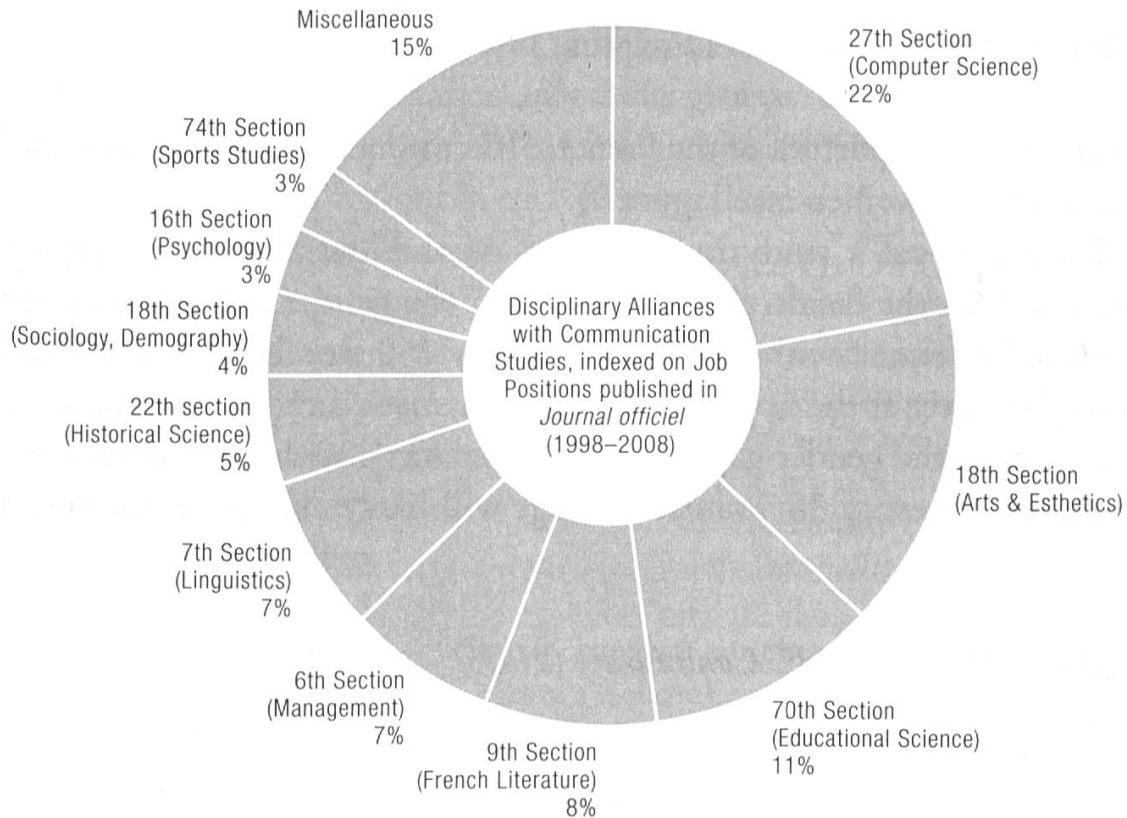 Miscellaneous
15%
27th Section
(Computer Science)
22%
74th Section
(Sports Studies)
3%
16th Section
(Psychology)
3%
18th Section
(Sociology, Demography)
4%
22th section
(Historical Science)
5%
7th Section
(Linguistics)
7%
6th Section
(Management)
7%
9th Section
(French Literature)
8%
70th Section
(Educational Science)
11%
18th Section
(Arts & Esthetics)
Disciplinary Alliances
with Communication
Studies, indexed on Job
Positions published in
Journal officiel
(1998–2008)